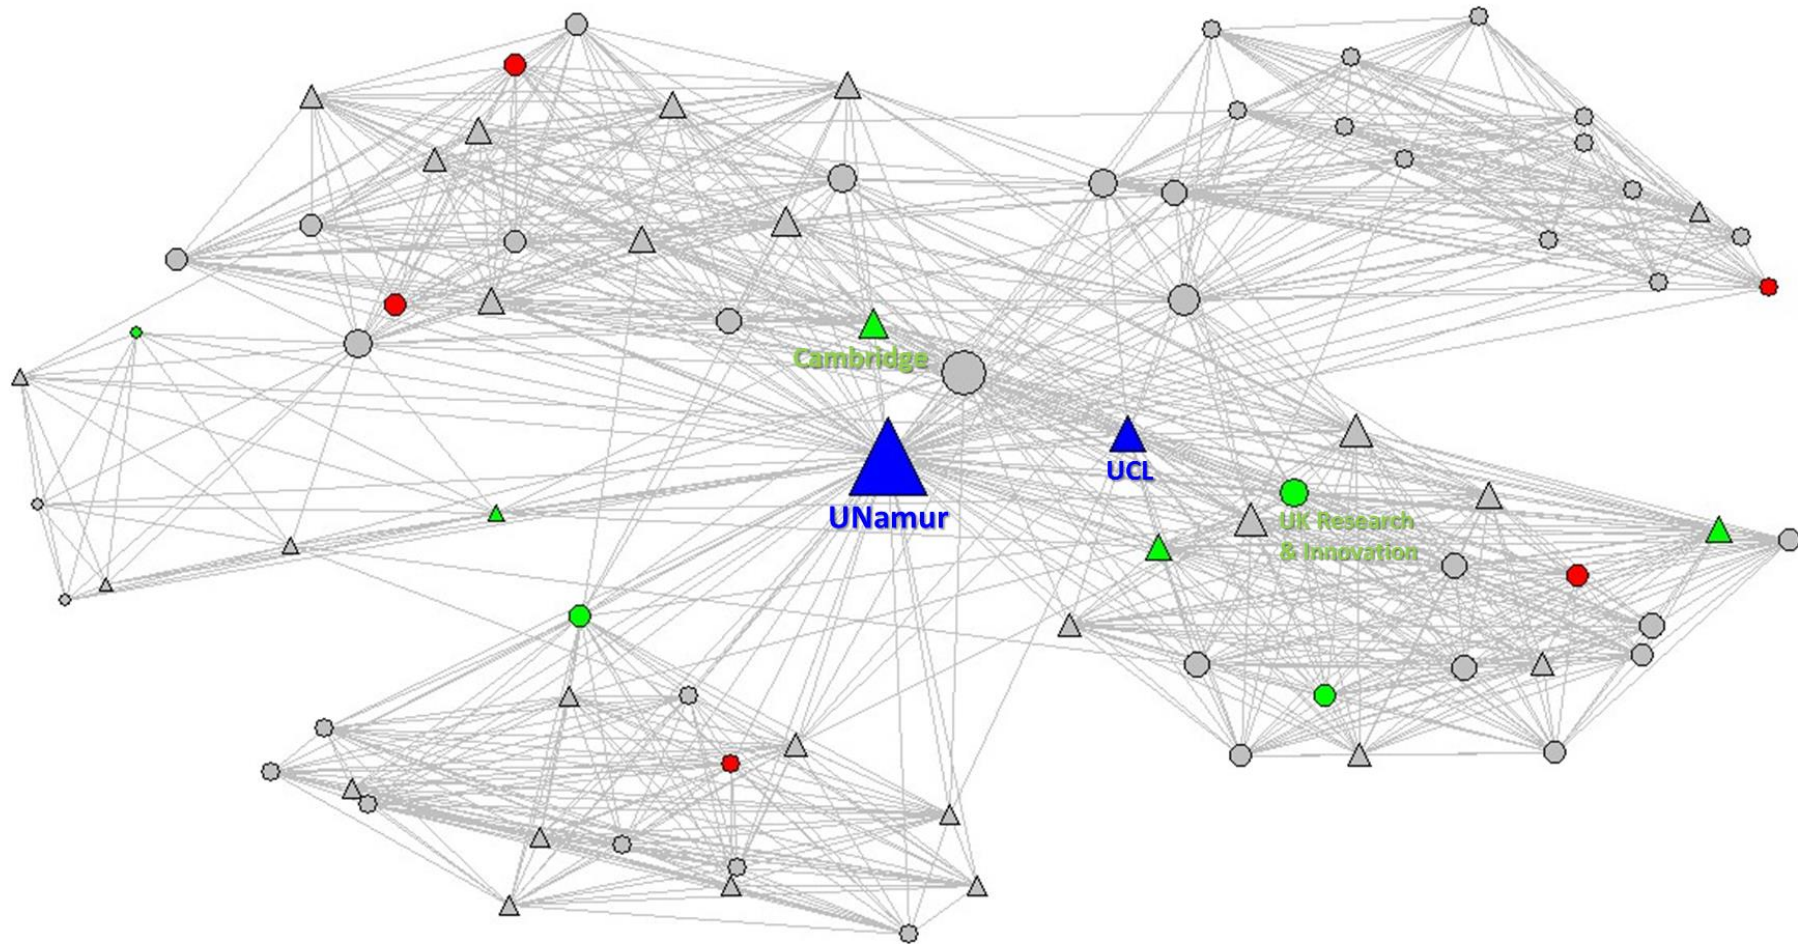 Cambridge
UCL
UNamur
UK Research
& Innovation